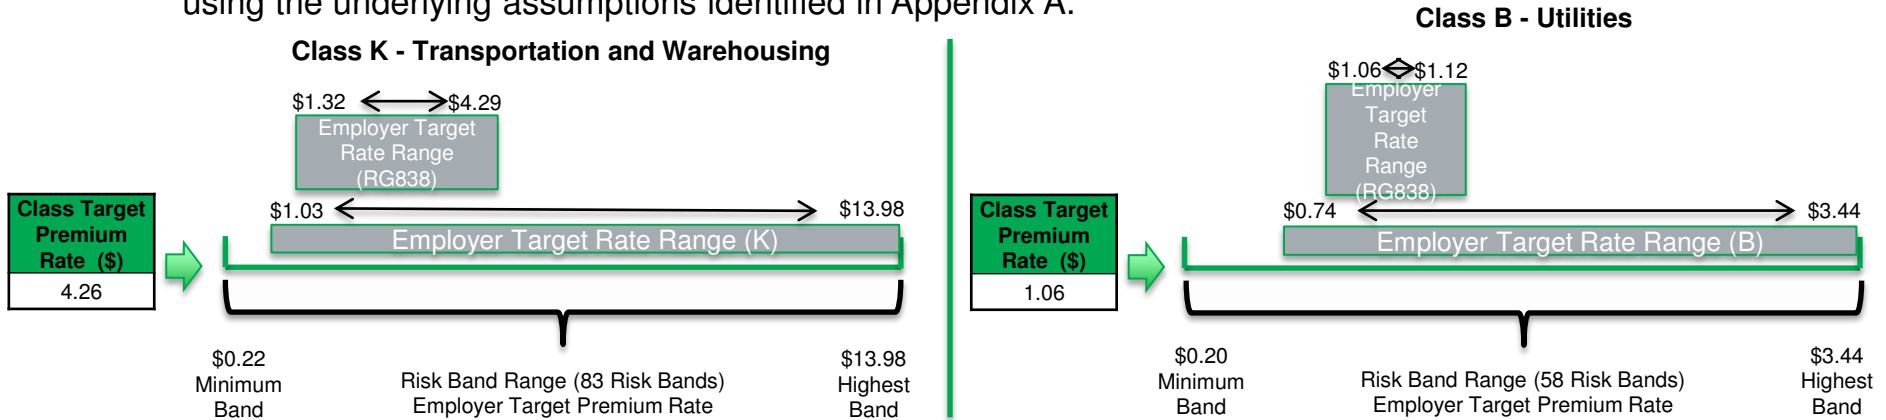 using the underlying assumptions identified in Appendix A.
Class K - Transportation and Warehousing
$1.32 $4.29
Employer Target
Rate Range
(RG838)
Class Target
Premium
Rate ($)
4.26
$1.03 $13.98
Employer Target Rate Range (K)
$0.22
Minimum
Band
Risk Band Range (83 Risk Bands)
Employer Target Premium Rate
$13.98
Highest
Band
Class B - Utilities
$1.06 $1.12
Employer
Target
Rate
Range
(RG838)
Class Target
Premium
Rate ($)
1.06
$0.74 $3.44
Employer Target Rate Range (B)
$0.20
Minimum
Band
Risk Band Range (58 Risk Bands)
Employer Target Premium Rate
$3.44
Highest
Band